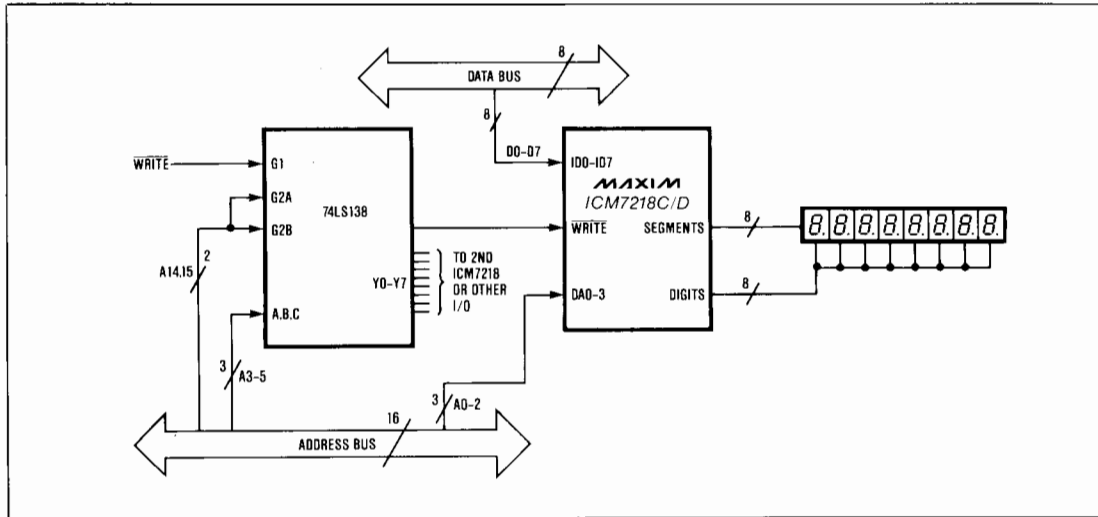 8
DATA BUS
8
D0-D7
W̅R̅I̅T̅E̅
G1
G2A
G2B
74LS138
A,B,C
Y0-Y7
TO 2ND
ICM7218
OR OTHER
I/O
ID0-ID7
MAXIM
ICM7218C/D
W̅R̅I̅T̅E̅
SEGMENTS
DA0-3
DIGITS
8
8
8.8.8.8.8.8.8.8.
2
A14,15
3
A3-5
3
A0-2
16
ADDRESS BUS